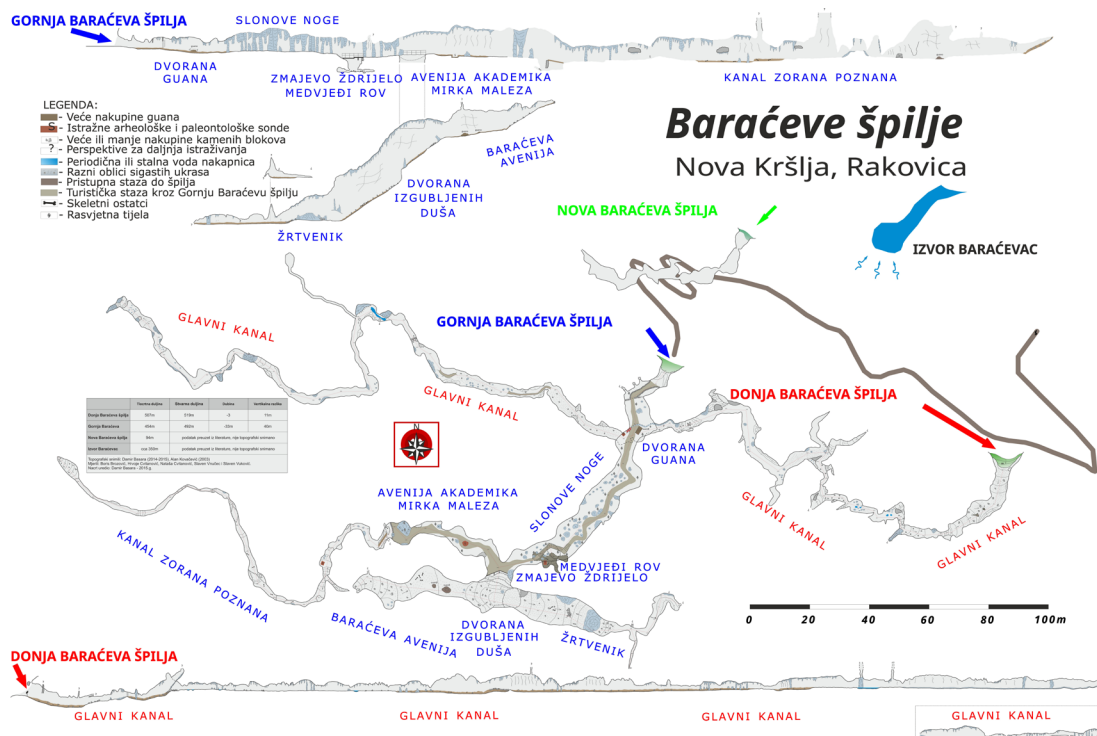 GORNJA BARAĆEVA ŠPILJA
SLONOVE NOGE
DVORANA
GUANA
ZMAJEVO ŽDRIJELO
MEDVJEĐI ROV
AVENIJA AKADEMIKA
MIRKA MALEZA
KANAL ZORANA POZNANA
LEGENDA:
- Veće nakupine guana
S - Istražne arheološke i paleontološke sonde
- Veće ili manje nakupine kamenih blokova
? - Perspektive za daljnja istraživanja
- Periodična ili stalna voda nakapnica
- Razni oblici sigastih ukrasa
- Pristupna staza do špilja
- Turistička staza kroz Gornju Baraćevu špilju
- Skeletni ostatci
- Rasvjetna tijela
BARAĆEVA
AVENIJA
DVORANA
IZGUBLJENIH
DUŠA
ŽRTVENIK
Baraćeve špilje
Nova Kršlja, Rakovica
NOVA BARAĆEVA ŠPILJA
IZVOR BARAĆEVAC
GLAVNI KANAL
GORNJA BARAĆEVA ŠPILJA
GLAVNI KANAL
DONJA BARAĆEVA ŠPILJA
DVORANA
GUANA
SLONOVE NOGE
AVENIJA AKADEMIKA
MIRKA MALEZA
GLAVNI KANAL
GLAVNI KANAL
KANAL ZORANA POZNANA
MEDVJEĐI ROV
ZMAJEVO ŽDRIJELO
BARAĆEVA AVENIJA
DVORANA
IZGUBLJENIH
DUŠA
ŽRTVENIK
0 20 40 60 80 100m
DONJA BARAĆEVA ŠPILJA
GLAVNI KANAL
GLAVNI KANAL
GLAVNI KANAL
GLAVNI KANAL